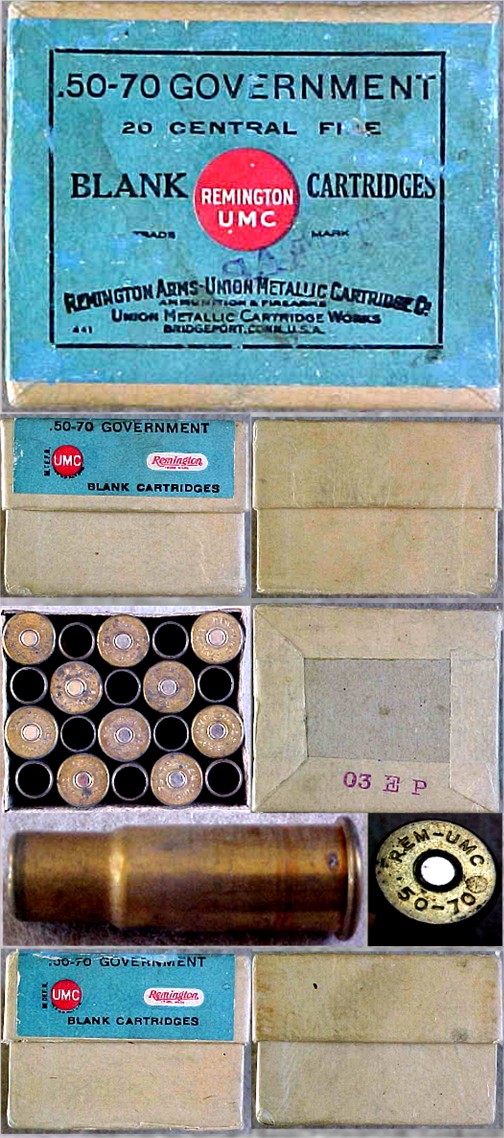 .50-70 GOVERNMENT
20 CENTRAL FIRE
BLANK REMINGTON UMC CARTRIDGES
TRADE MARK
REMINGTON ARMS-UNION METALLIC CARTRIDGE CO
AMMUNITION & FIREARMS
UNION METALLIC CARTRIDGE WORKS
441
BRIDGEPORT, CONN. U.S.A.
.50-70 GOVERNMENT
UMC
Remington
BLANK CARTRIDGES
03 E P
REM-UMC
50-70
.50-70 GOVERNMENT
UMC
Remington
BLANK CARTRIDGES